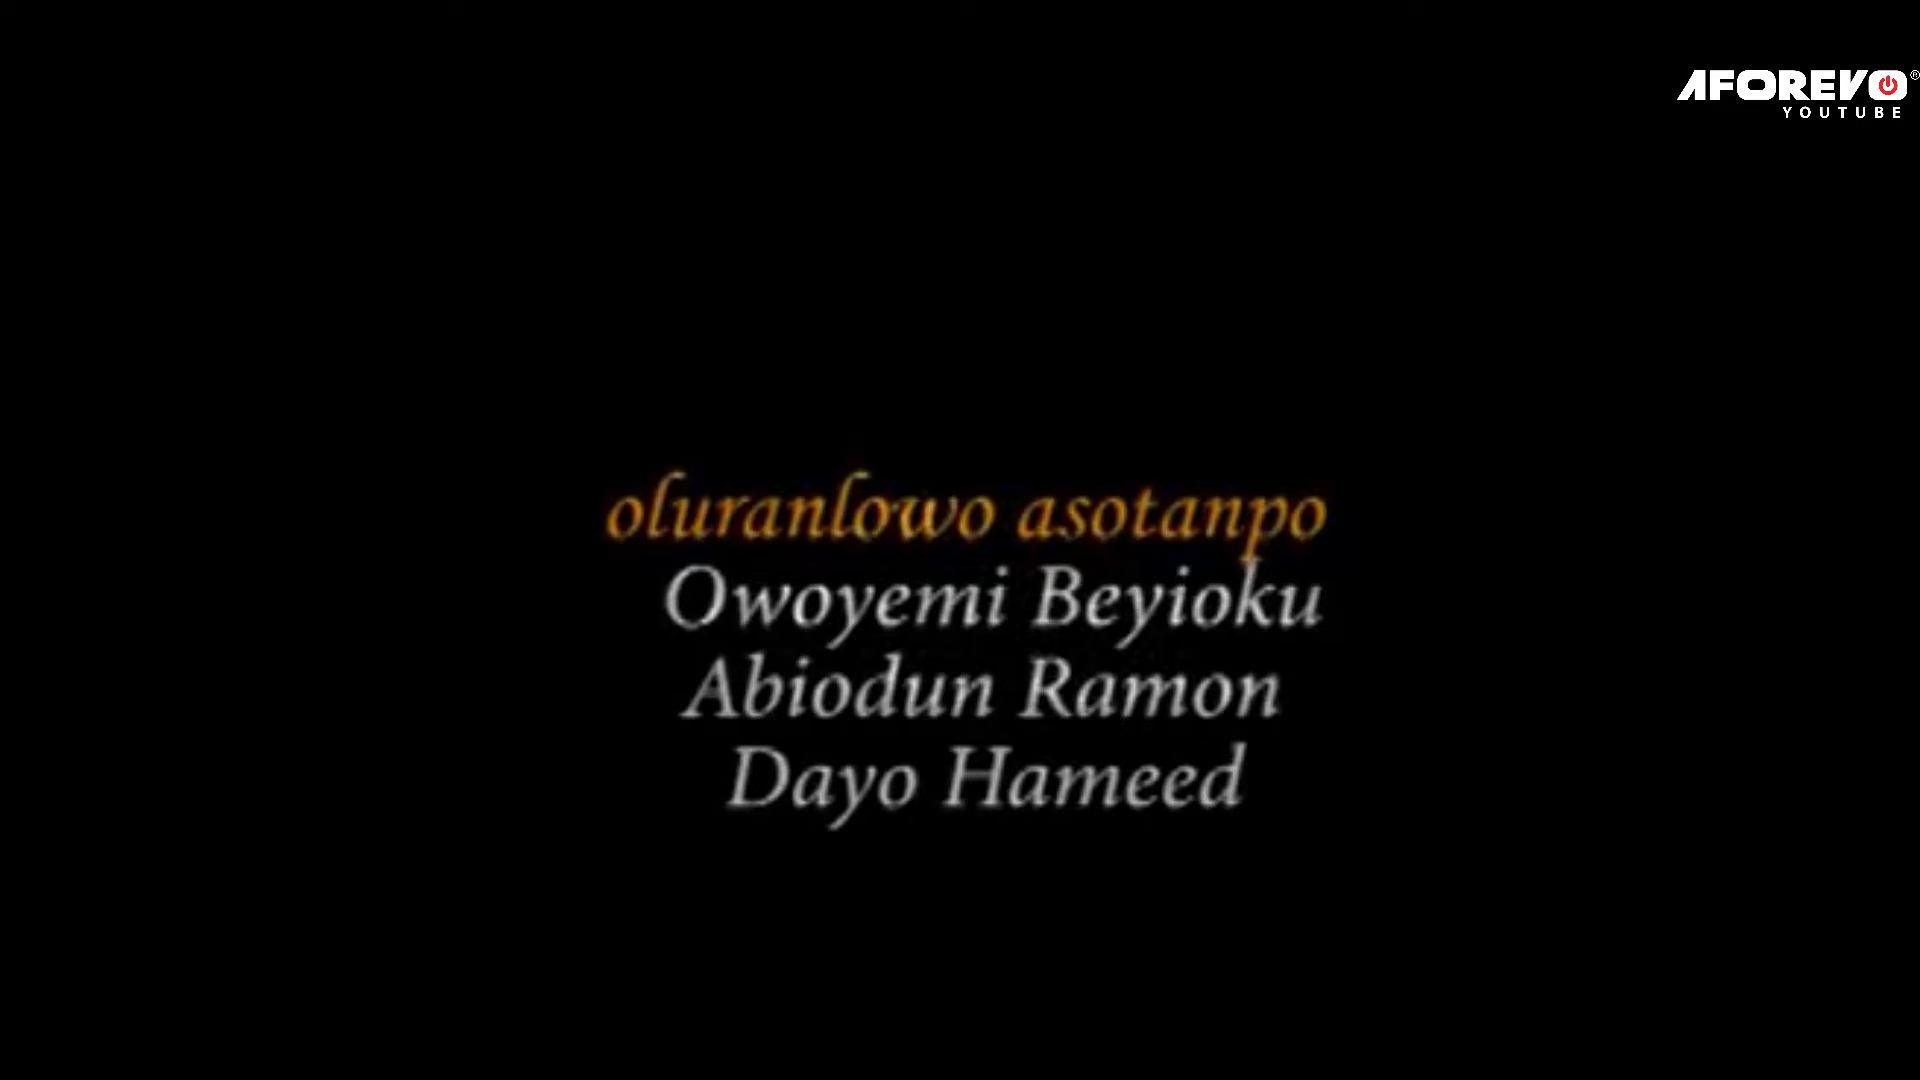 AFOREVO®
YOUTUBE
oluranlowo asotanpo
Owoyemi Beyioku
Abiodun Ramon
Dayo Hameed